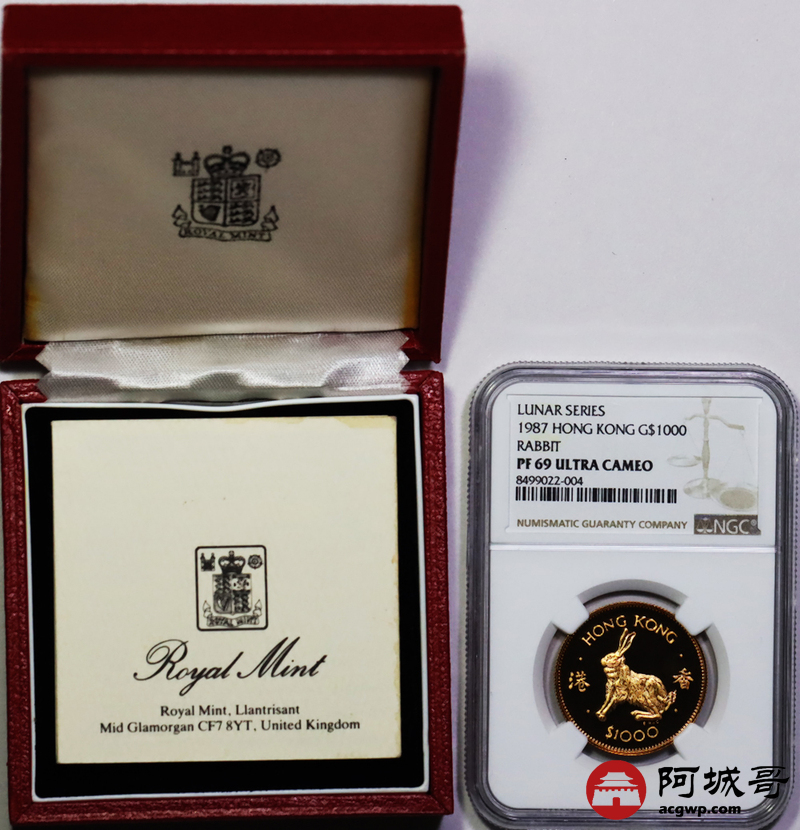 ROYAL MINT
ROYAL MINT
Royal Mint
Royal Mint, Llantrisant
Mid Glamorgan CF7 8YT, United Kingdom
LUNAR SERIES
1987 HONG KONG G$1000
RABBIT
PF 69 ULTRA CAMEO
8499022-004
NUMISMATIC GUARANTY COMPANY NGC
· HONG KONG ·
港 香
$1000
阿城哥
acgwp.com